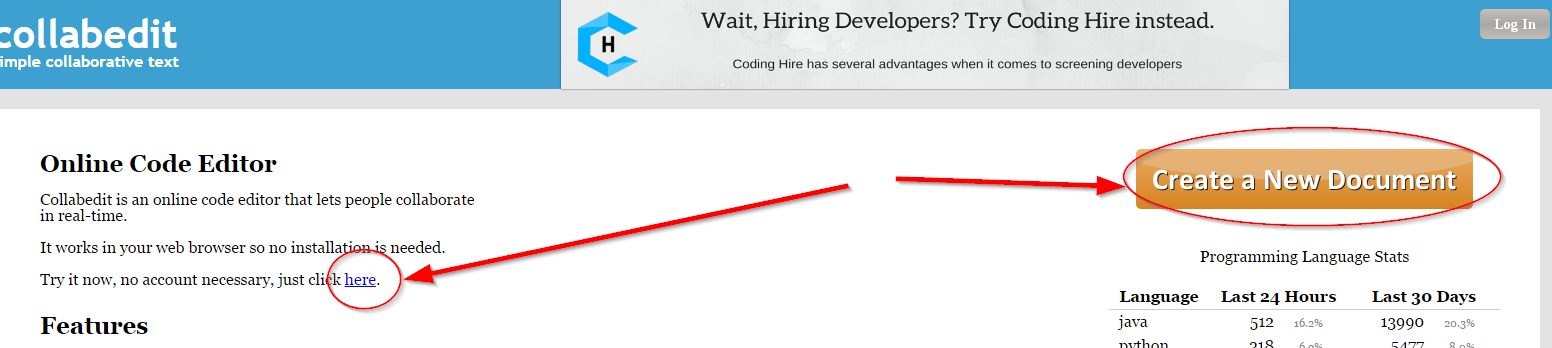 collabedit
imple collaborative text
Wait, Hiring Developers? Try Coding Hire instead.
H
Coding Hire has several advantages when it comes to screening developers
Log In
Online Code Editor
Collabedit is an online code editor that lets people collaborate
in real-time.
It works in your web browser so no installation is needed.
Try it now, no account necessary, just click here.
Features
Create a New Document
Programming Language Stats
Language Last 24 Hours Last 30 Days
java 512 16.2% 13990 20.3%
python 218 6.9% 5477